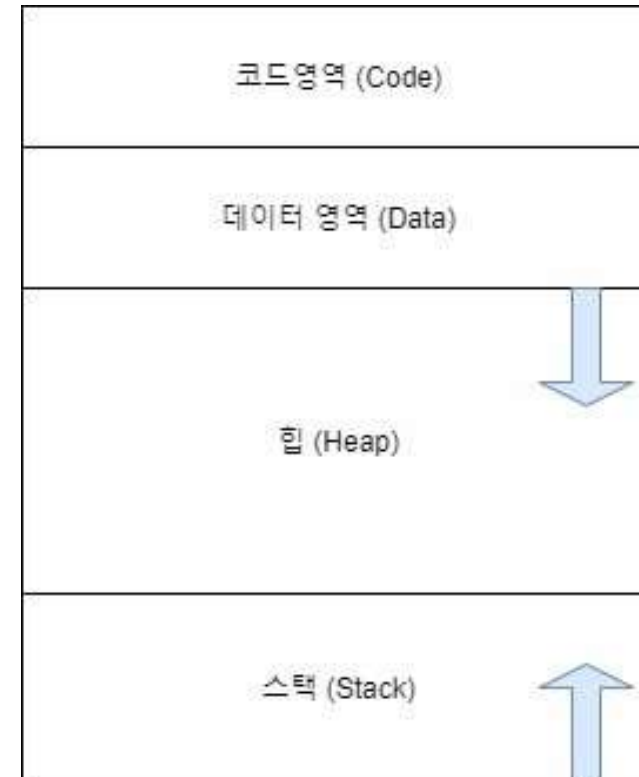 코드영역 (Code)
데이터 영역 (Data)
힙 (Heap)
스택 (Stack)